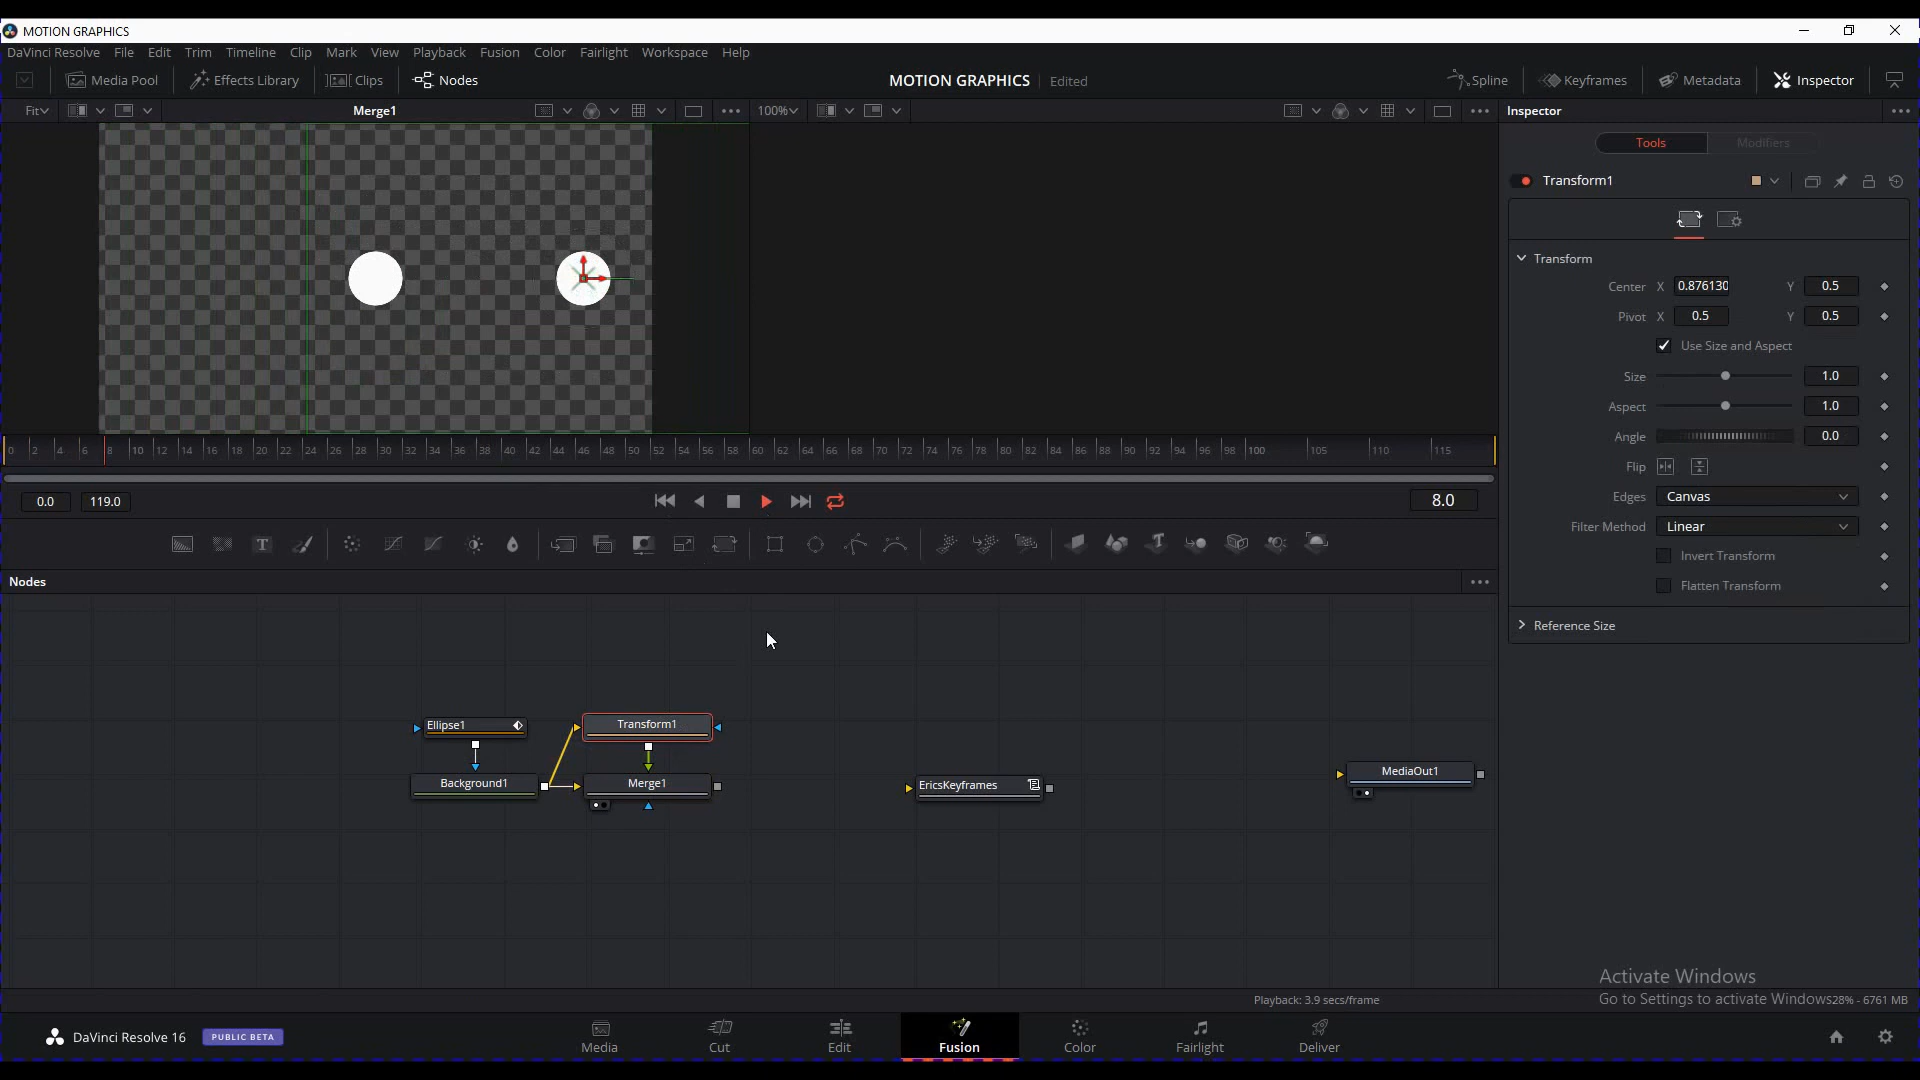 MOTION GRAPHICS
DaVinci Resolve File Edit Trim Timeline Clip Mark View Playback Fusion Color Fairlight Workspace Help
Media Pool Effects Library Clips Nodes MOTION GRAPHICS Edited Spline Keyframes Metadata Inspector
Fit Merge1 100% Inspector
Tools Modifiers
Transform1
Transform
Center X 0.876130 Y 0.5
Pivot X 0.5 Y 0.5
Use Size and Aspect
Size 1.0
Aspect 1.0
Angle 0.0
Flip
Edges Canvas
Filter Method Linear
Invert Transform
Flatten Transform
Reference Size
0 2 4 6 8 10 12 14 16 18 20 22 24 26 28 30 32 34 36 38 40 42 44 46 48 50 52 54 56 58 60 62 64 66 68 70 72 74 76 78 80 82 84 86 88 90 92 94 96 98 100 105 110 115
0.0 119.0 8.0
T
Nodes
Ellipse1 Transform1
Background1 Merge1 EricsKeyframes MediaOut1
Activate Windows
Playback: 3.9 secs/frame Go to Settings to activate Windows28% - 6761 MB
DaVinci Resolve 16 PUBLIC BETA Media Cut Edit Fusion Color Fairlight Deliver